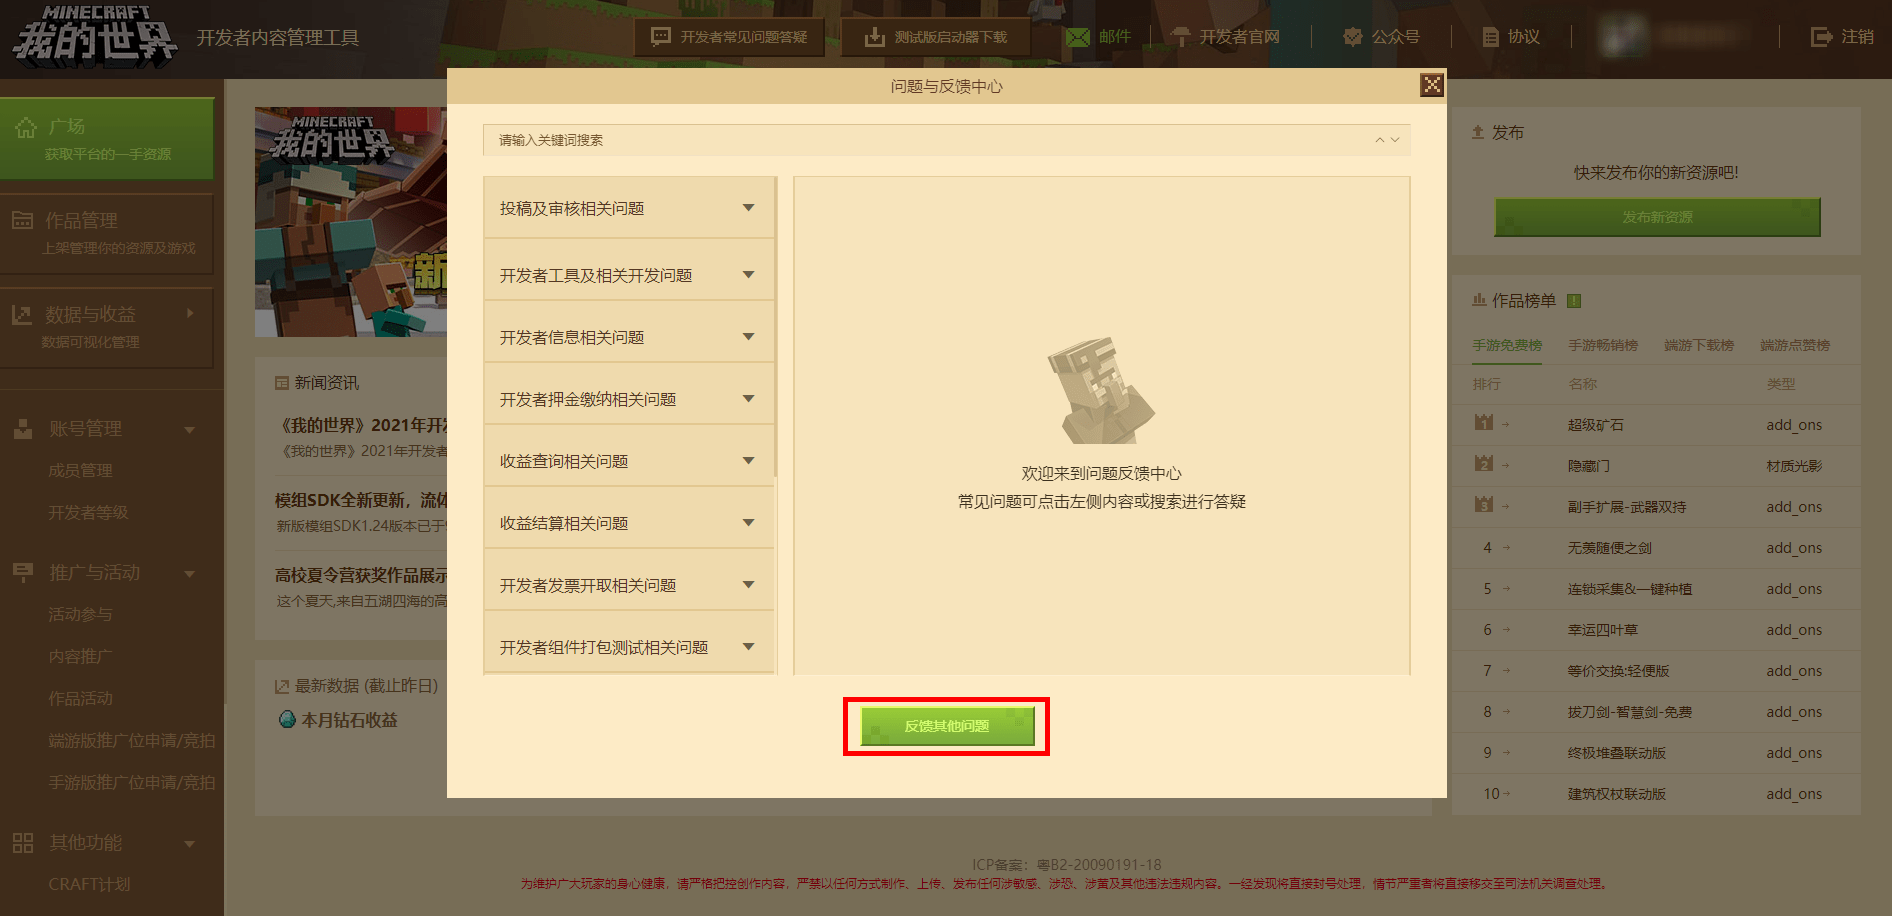 MINECRAFT
我的世界
开发者内容管理工具
开发者常见问题答疑
测试版启动器下载
邮件
开发者官网
公众号
协议
注销
广场
获取平台的一手资源
作品管理
上架管理你的资源及游戏
数据与收益
数据可视化管理
账号管理
成员管理
开发者等级
推广与活动
活动参与
内容推广
作品活动
端游版推广位申请/竞拍
手游版推广位申请/竞拍
其他功能
CRAFT计划
MINECRAFT
我的世界
新
新闻资讯
《我的世界》2021年开发
《我的世界》2021年开发者
模组SDK全新更新，流体
新版模组SDK1.24版本已于
高校夏令营获奖作品展示
这个夏天,来自五湖四海的高
最新数据 (截止昨日)
本月钻石收益
问题与反馈中心
请输入关键词搜索
投稿及审核相关问题
开发者工具及相关开发问题
开发者信息相关问题
开发者押金缴纳相关问题
收益查询相关问题
收益结算相关问题
开发者发票开取相关问题
开发者组件打包测试相关问题
欢迎来到问题反馈中心
常见问题可点击左侧内容或搜索进行答疑
反馈其他问题
发布
快来发布你的新资源吧!
发布新资源
作品榜单 !
手游免费榜 手游畅销榜 端游下载榜 端游点赞榜
排行 名称 类型
1 → 超级矿石 add_ons
2 → 隐藏门 材质光影
3 → 副手扩展-武器双持 add_ons
4 → 无羡随便之剑 add_ons
5 → 连锁采集&一键种植 add_ons
6 → 幸运四叶草 add_ons
7 → 等价交换:轻便版 add_ons
8 → 拔刀剑-智慧剑-免费 add_ons
9 → 终极堆叠联动版 add_ons
10 → 建筑权杖联动版 add_ons
ICP备案：粤B2-20090191-18
为维护广大玩家的身心健康，请严格把控创作内容，严禁以任何方式制作、上传、发布任何涉敏感、涉恐、涉黄及其他违法违规内容。一经发现将直接封号处理，情节严重者将直接移交至司法机关调查处理。